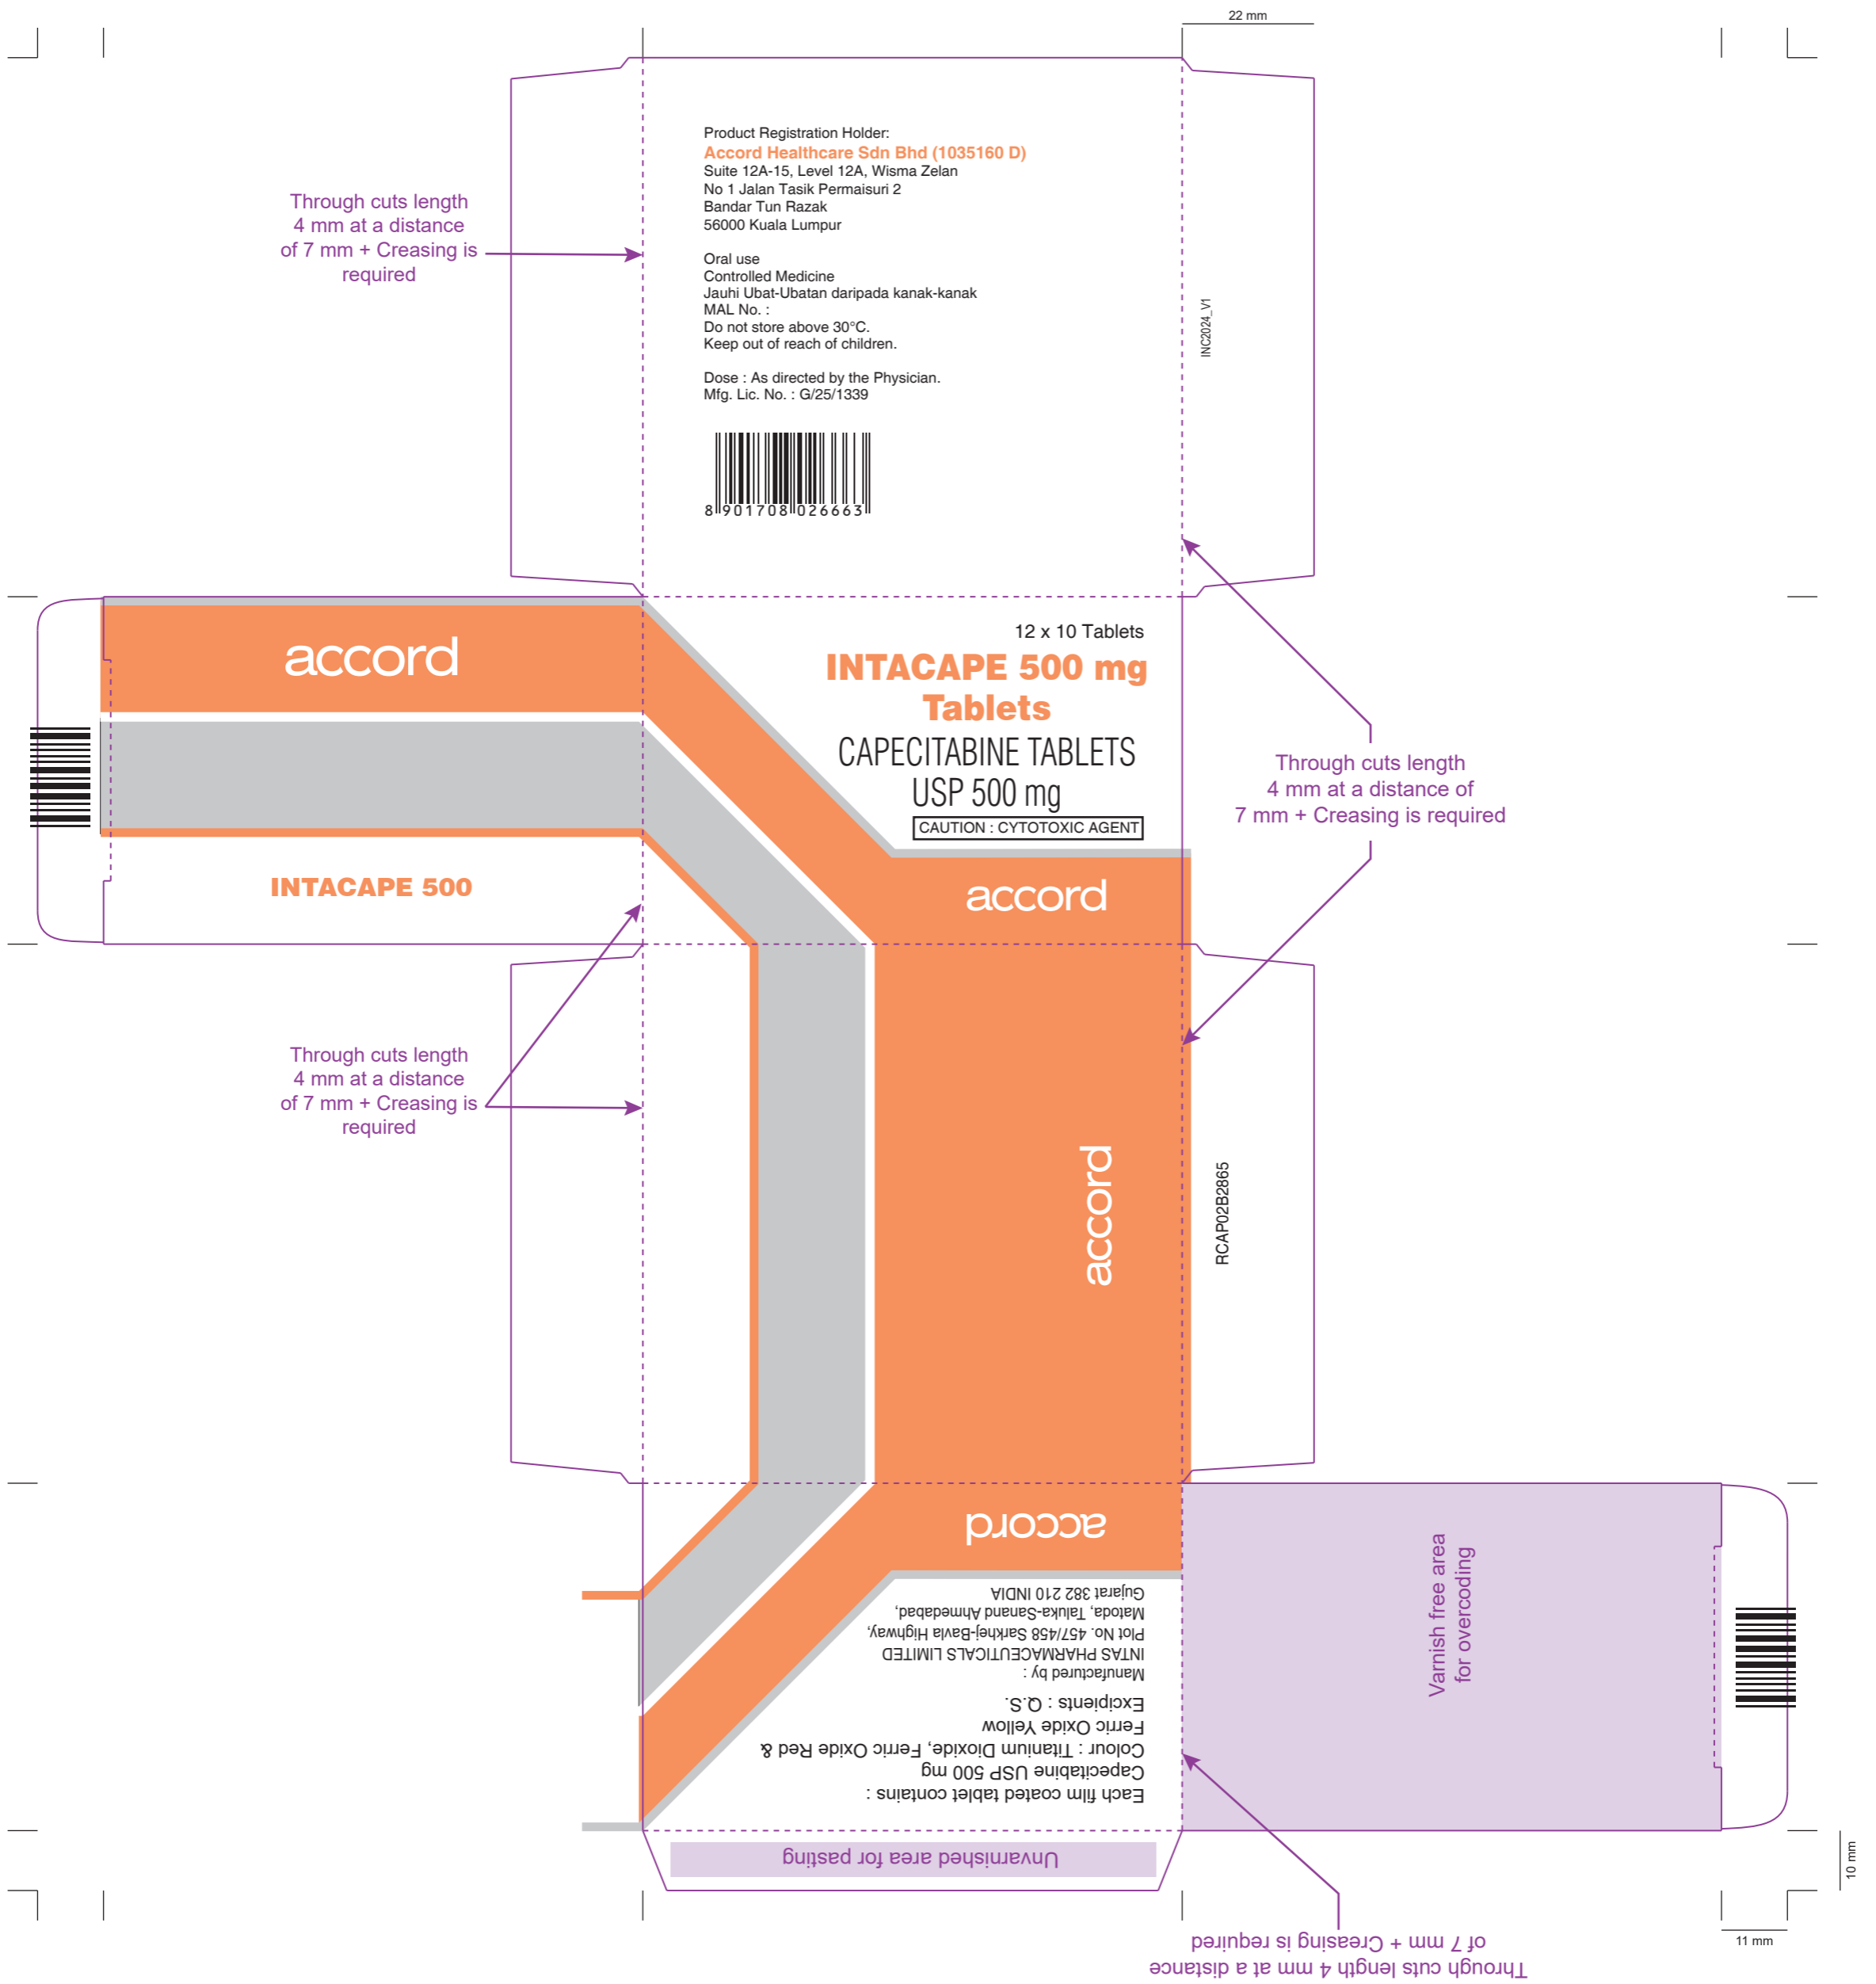 22 mm
Product Registration Holder:
Accord Healthcare Sdn Bhd (1035160 D)
Suite 12A-15, Level 12A, Wisma Zelan
No 1 Jalan Tasik Permaisuri 2
Bandar Tun Razak
56000 Kuala Lumpur
Oral use
Controlled Medicine
Jauhi Ubat-Ubatan daripada kanak-kanak
MAL No. :
Do not store above 30°C.
Keep out of reach of children.
Dose : As directed by the Physician.
Mfg. Lic. No. : G/25/1339
8 901708 026663
Through cuts length
4 mm at a distance
of 7 mm + Creasing is
required
INC2024_V1
accord
INTACAPE 500
12 x 10 Tablets
INTACAPE 500 mg
Tablets
CAPECITABINE TABLETS
USP 500 mg
CAUTION : CYTOTOXIC AGENT
accord
Through cuts length
4 mm at a distance of
7 mm + Creasing is required
Through cuts length
4 mm at a distance
of 7 mm + Creasing is
required
accord
RCAP02B2865
accord
Each film coated tablet contains :
Capecitabine USP 500 mg
Colour : Titanium Dioxide, Ferric Oxide Red &
Ferric Oxide Yellow
Excipients : Q.S.
Manufactured by :
INTAS PHARMACEUTICALS LIMITED
Plot No. 457/458 Sarkhej-Bavla Highway,
Matoda, Taluka-Sanand Ahmedabad,
Gujarat 382 210 INDIA
Varnish free area
for overcoding
Unvarnished area for pasting
Through cuts length 4 mm at a distance
of 7 mm + Creasing is required
10 mm
11 mm